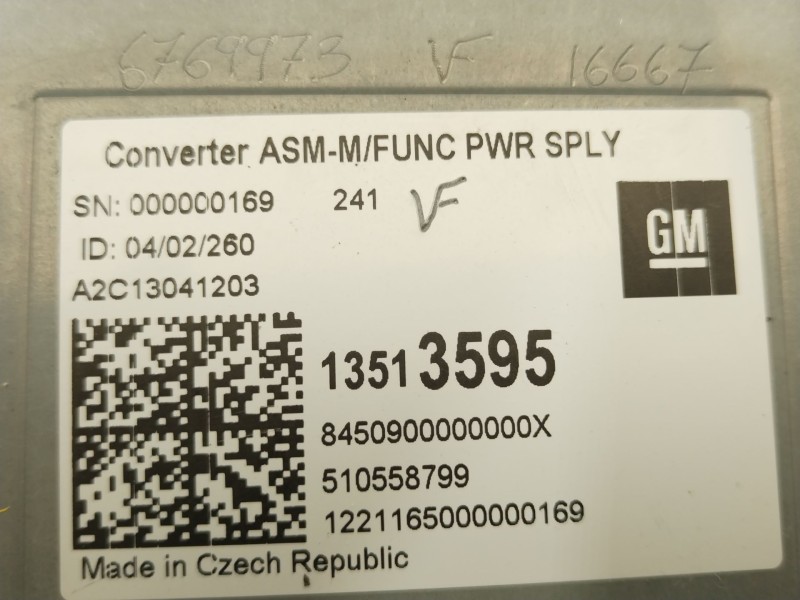 6769973 VF 16667
Converter ASM-M/FUNC PWR SPLY
SN: 000000169 241 VF
GM
ID: 04/02/260
A2C13041203
13513595
8450900000000X
510558799
1221165000000169
Made in Czech Republic